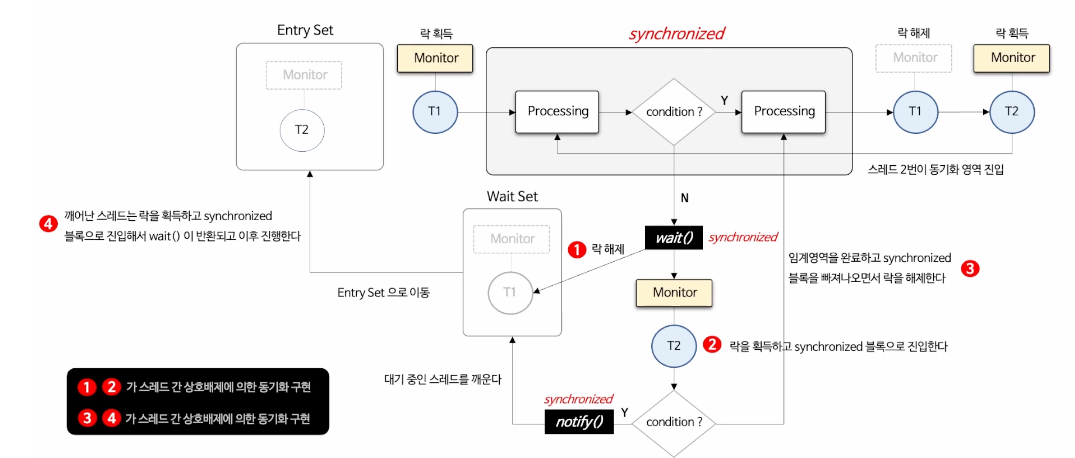 Entry Set
Monitor
T2
락 획득
Monitor
T1
synchronized
Processing
condition ?
Y
Processing
락 해제
Monitor
T1
락 획득
Monitor
T2
스레드 2번이 동기화 영역 진입
N
4
깨어난 스레드는 락을 획득하고 synchronized
블록으로 진입해서 wait() 이 반환되고 이후 진행한다
Wait Set
Monitor
T1
1
락 해제
wait()
synchronized
임계영역을 완료하고 synchronized
블록을 빠져나오면서 락을 해제한다
3
Entry Set 으로 이동
Monitor
T2
2
락을 획득하고 synchronized 블록으로 진입한다
대기 중인 스레드를 깨운다
synchronized
notify()
Y
condition ?
1 2 가 스레드 간 상호배제에 의한 동기화 구현
3 4 가 스레드 간 상호배제에 의한 동기화 구현